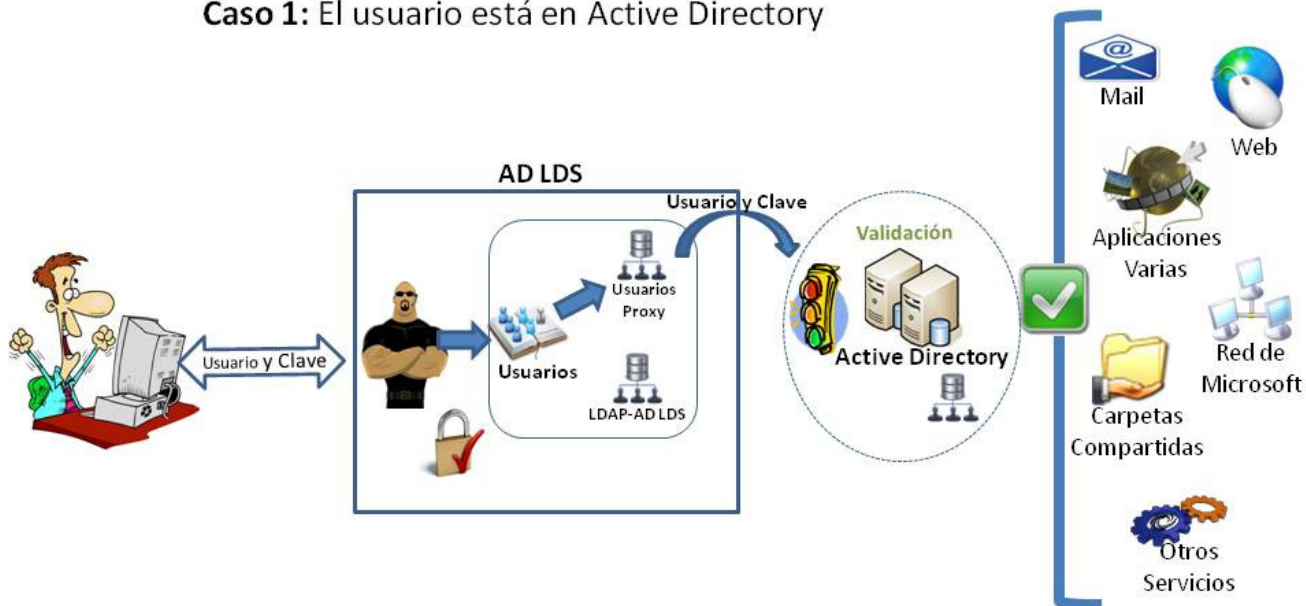 Caso 1: El usuario está en Active Directory
Mail
Web
AD LDS
Usuario y Clave
Validación
Aplicaciones
Varias
Usuarios
Proxy
Usuario y Clave
Usuarios
LDAP-AD LDS
Active Directory
Red de
Microsoft
Carpetas
Compartidas
Otros
Servicios